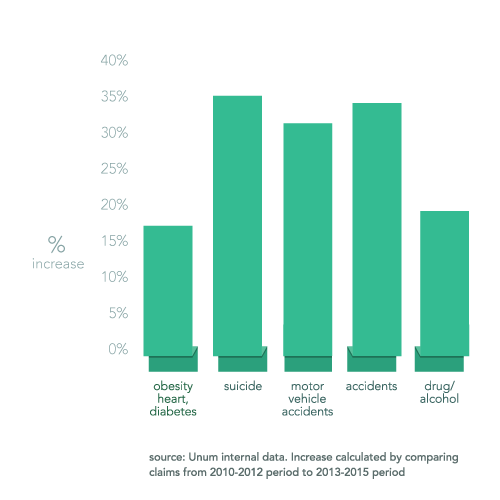 40%
35%
30%
25%
20%
15%
10%
5%
0%
%
increase
obesity
heart,
diabetes
suicide
motor
vehicle
accidents
accidents
drug/
alcohol
source: Unum internal data. Increase calculated by comparing
claims from 2010-2012 period to 2013-2015 period